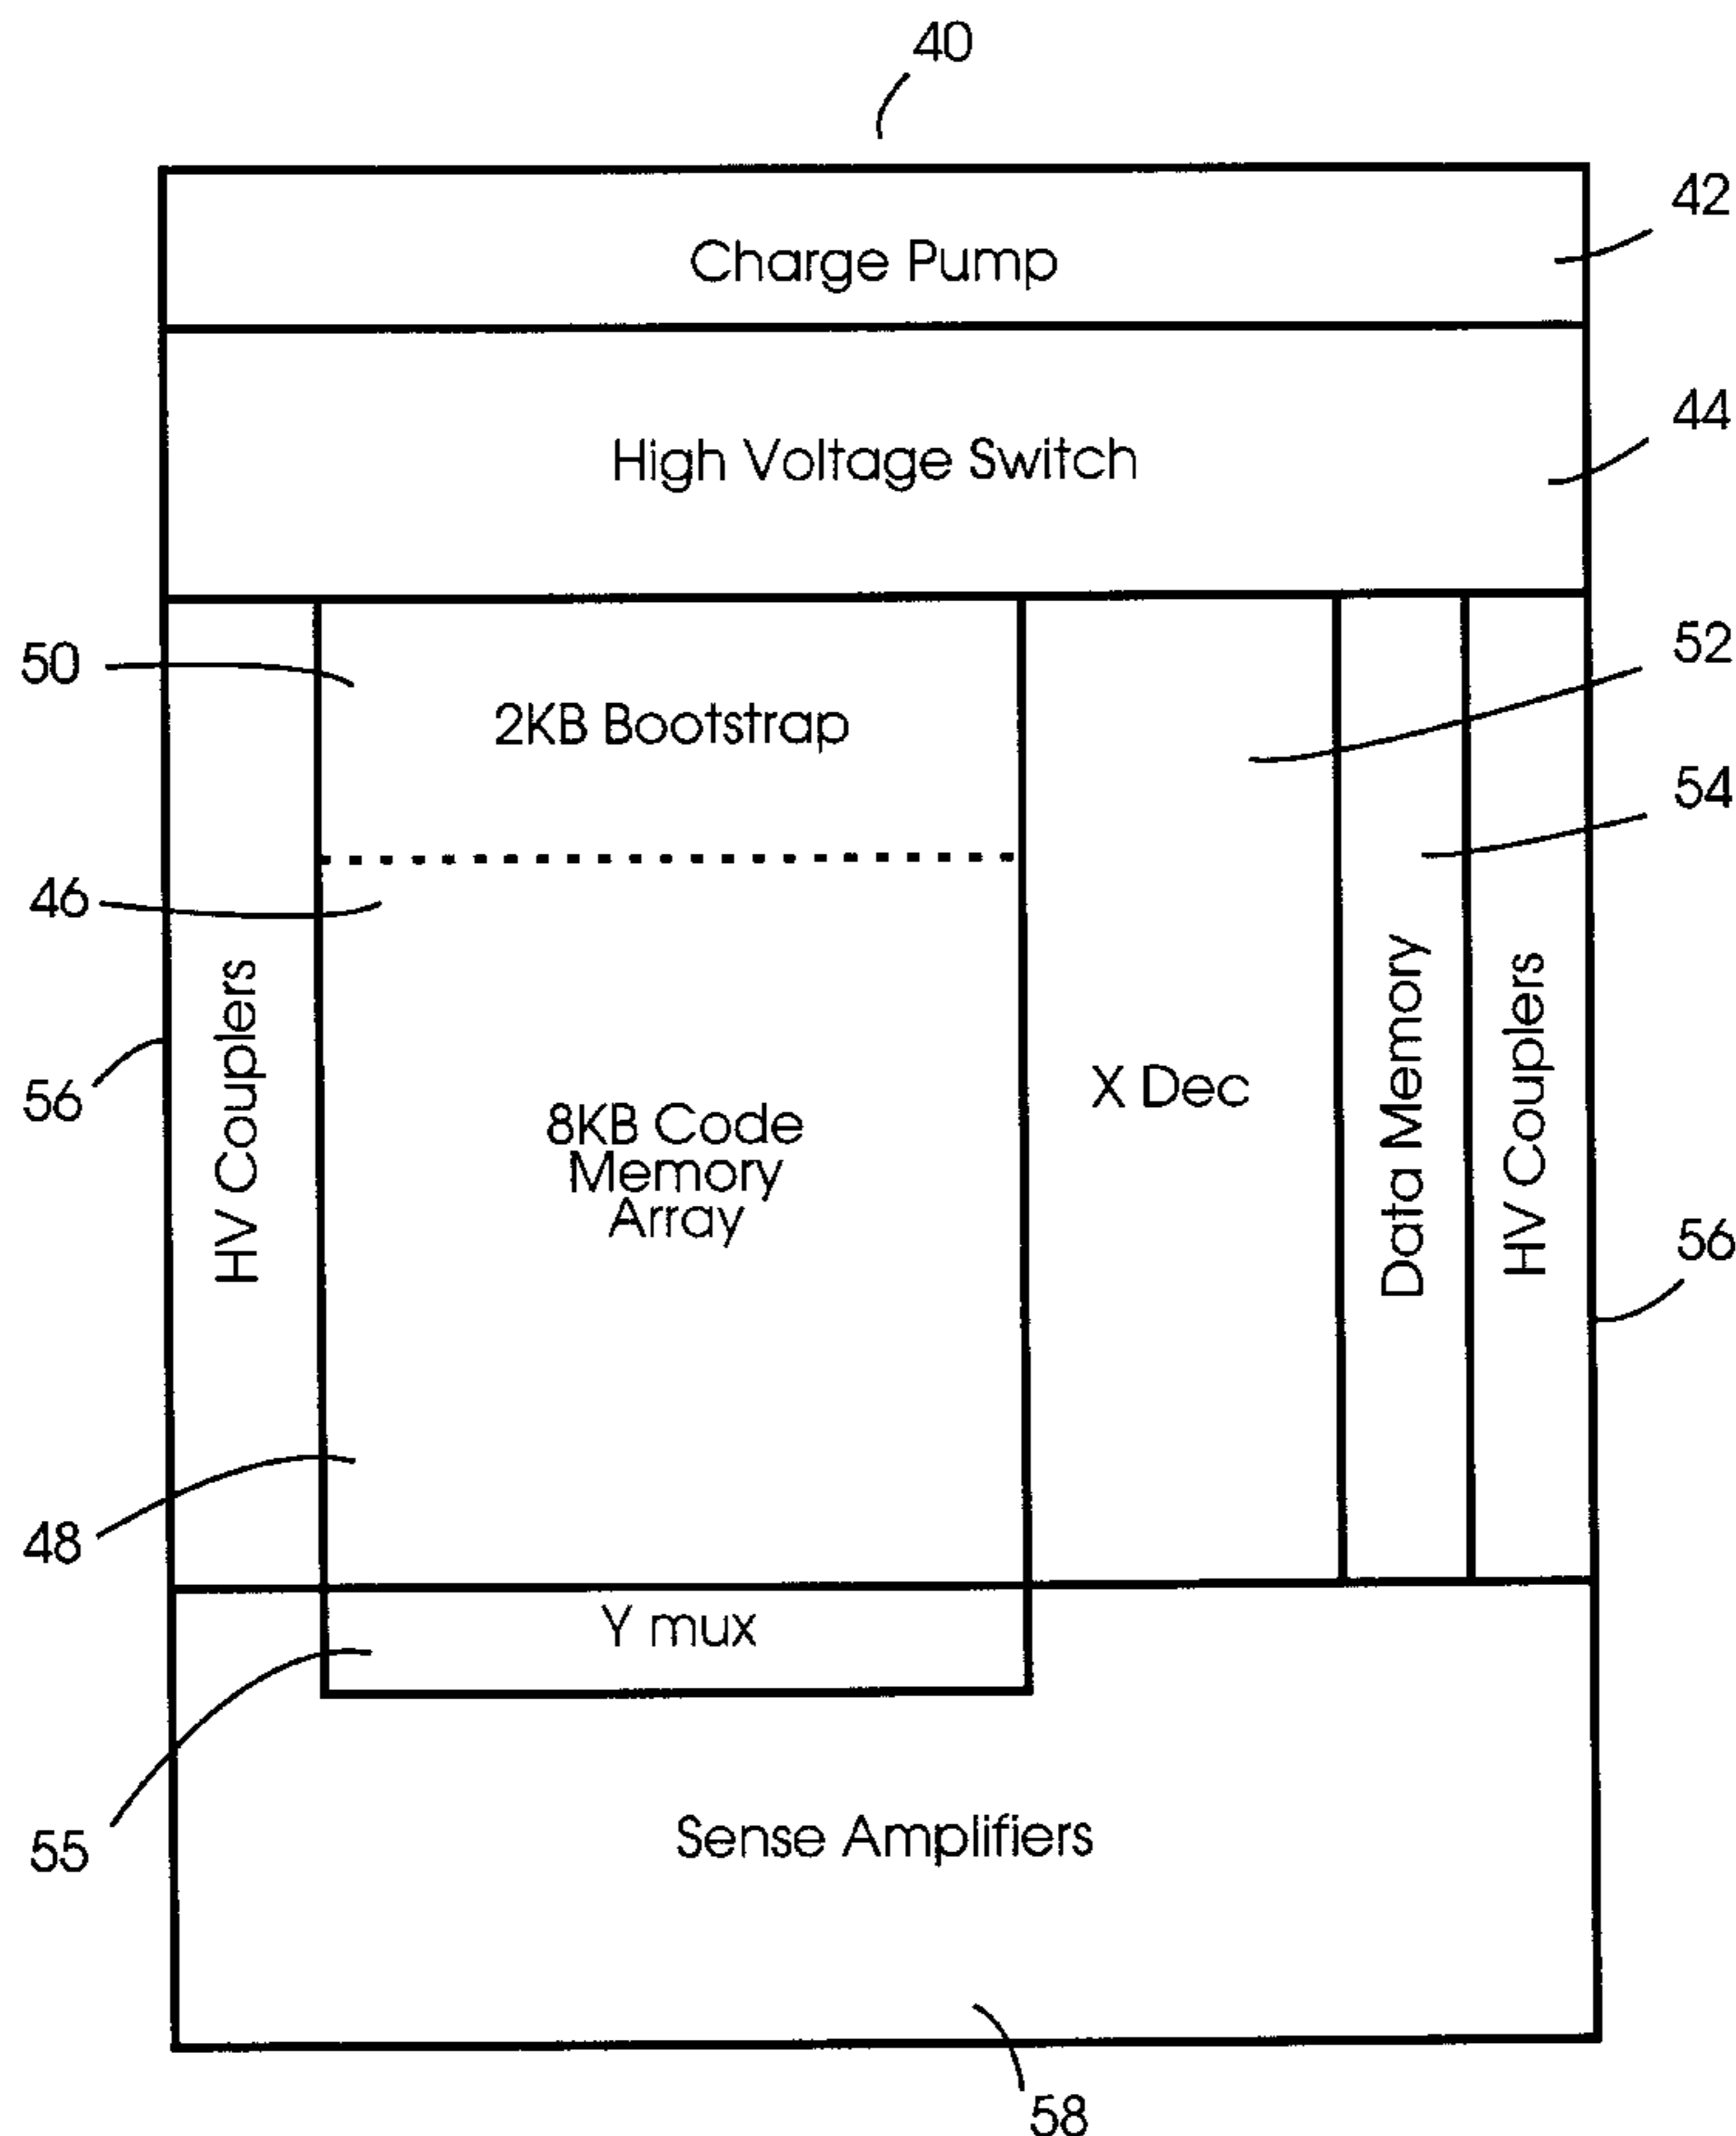 40
42
Charge Pump
44
High Voltage Switch
50
52
2KB Bootstrap
54
46
HV Couplers
Data Memory
HV Couplers
56
X Dec
8KB Code
Memory
Array
56
48
Y mux
55
Sense Amplifiers
58